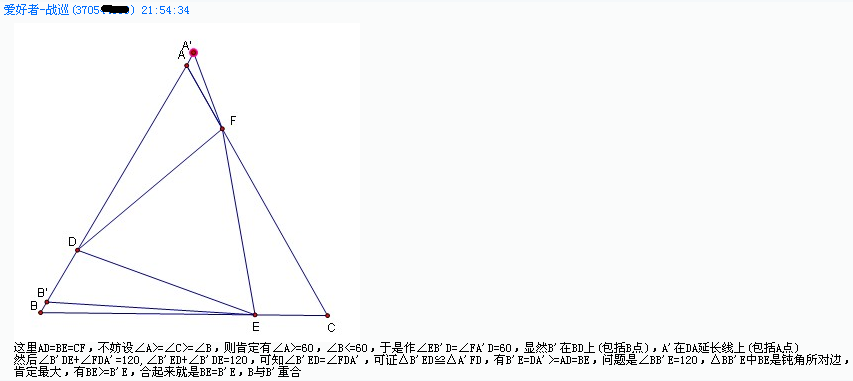 爱好者-战巡(3705 ) 21:54:34
A'
A
F
D
B'
B
E
C
这里AD=BE=CF，不妨设∠A>=∠C>=∠B，则肯定有∠A>=60，∠B<=60，于是作∠EB'D=∠FA'D=60，显然B'在BD上(包括B点)，A'在DA延长线上(包括A点)
然后∠B'DE+∠FDA'=120,∠B'ED+∠B'DE=120，可知∠B'ED=∠FDA'，可证△B'ED≌△A'FD，有B'E=DA'>=AD=BE，问题是∠BB'E=120，△BB'E中BE是钝角所对边，
肯定最大，有BE>=B'E，合起来就是BE=B'E，B与B'重合